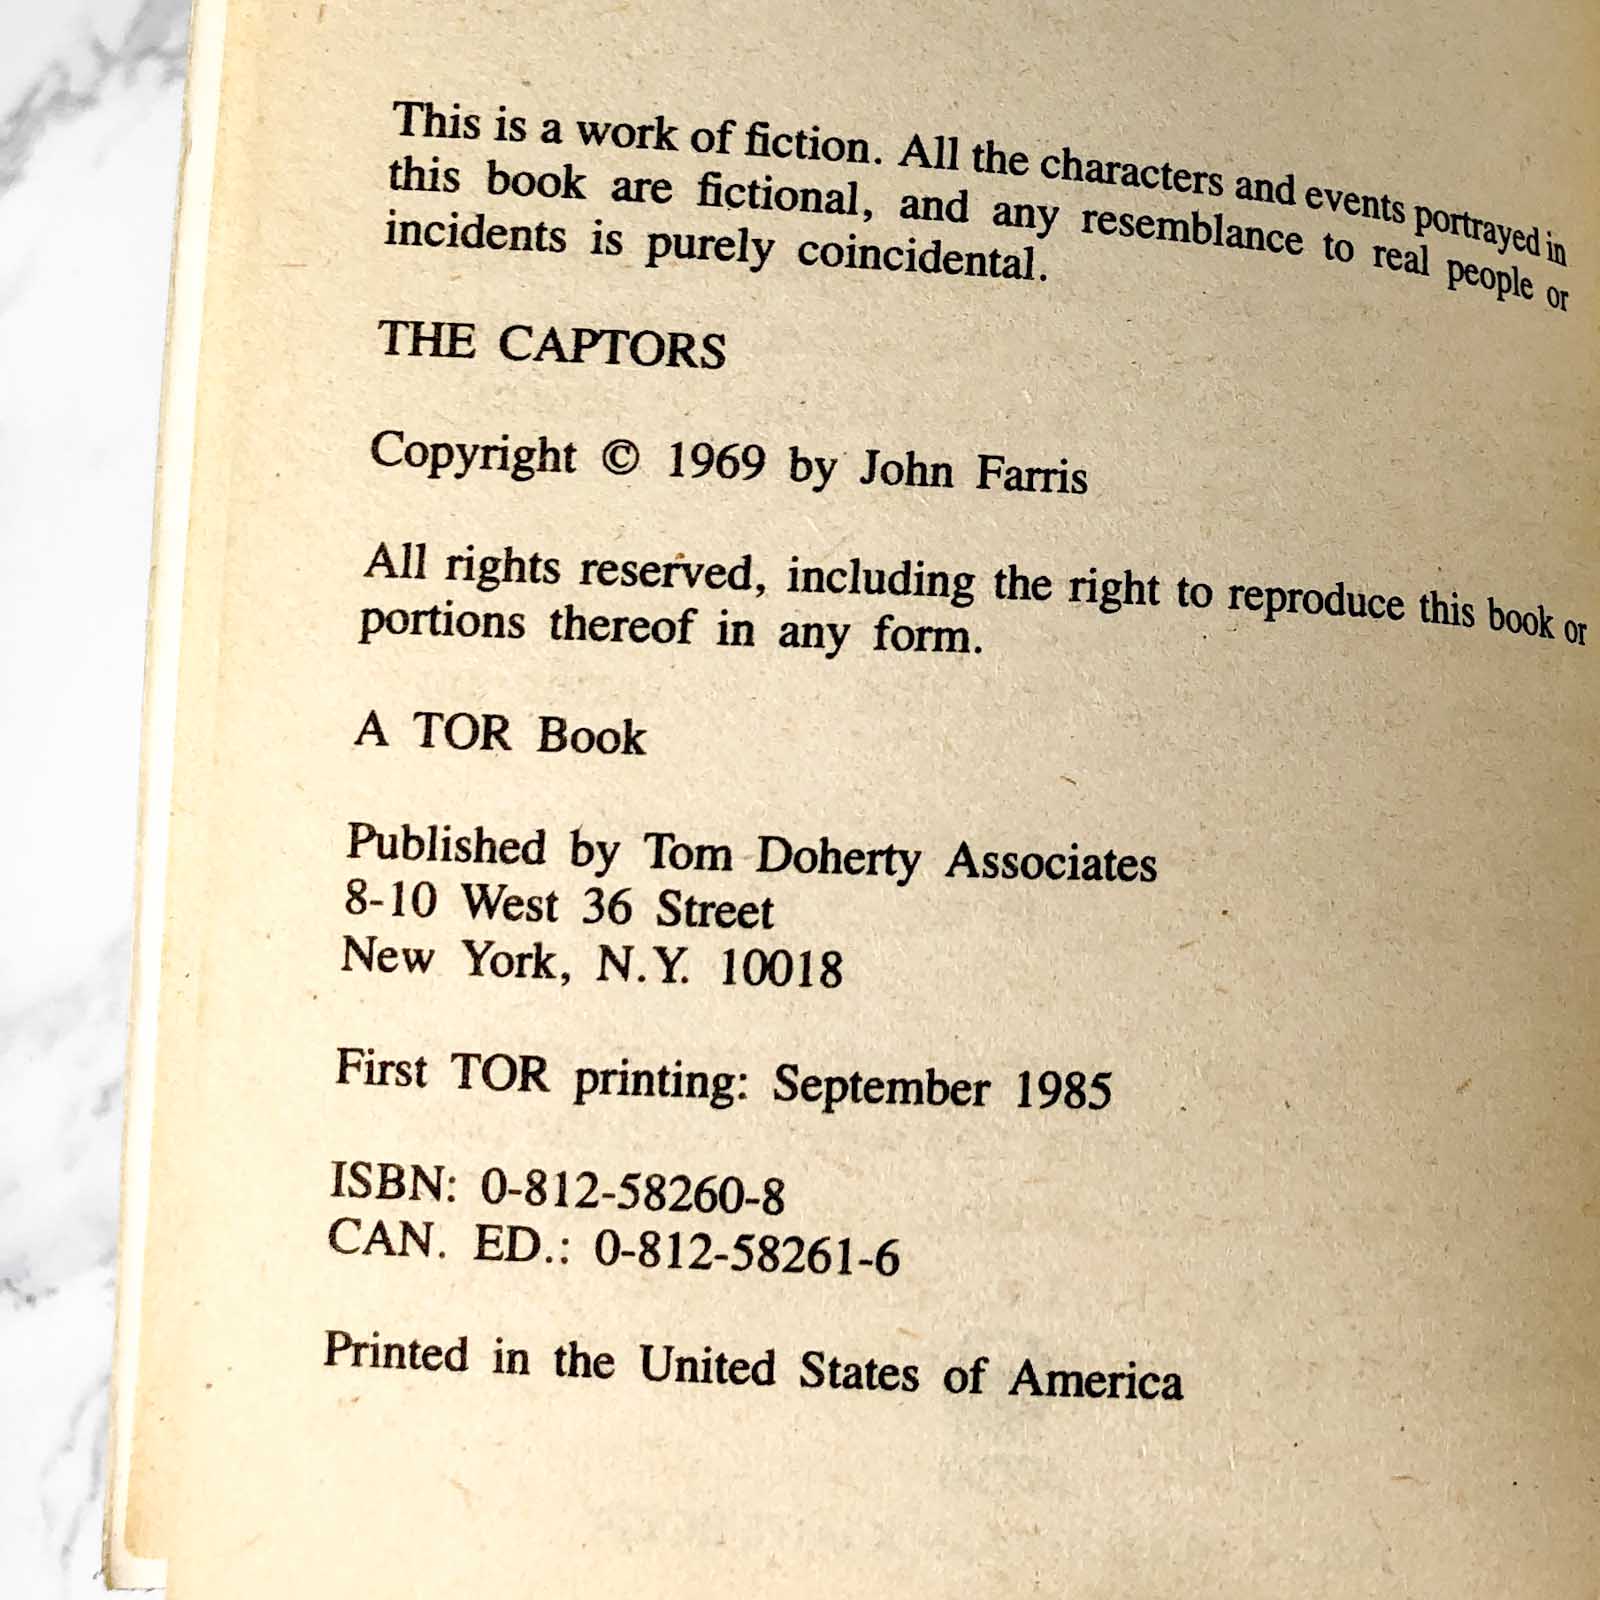 This is a work of fiction. All the characters and events portrayed in
this book are fictional, and any resemblance to real people or
incidents is purely coincidental.
THE CAPTORS
Copyright © 1969 by John Farris
All rights reserved, including the right to reproduce this book or
portions thereof in any form.
A TOR Book
Published by Tom Doherty Associates
8-10 West 36 Street
New York, N.Y. 10018
First TOR printing: September 1985
ISBN: 0-812-58260-8
CAN. ED.: 0-812-58261-6
Printed in the United States of America